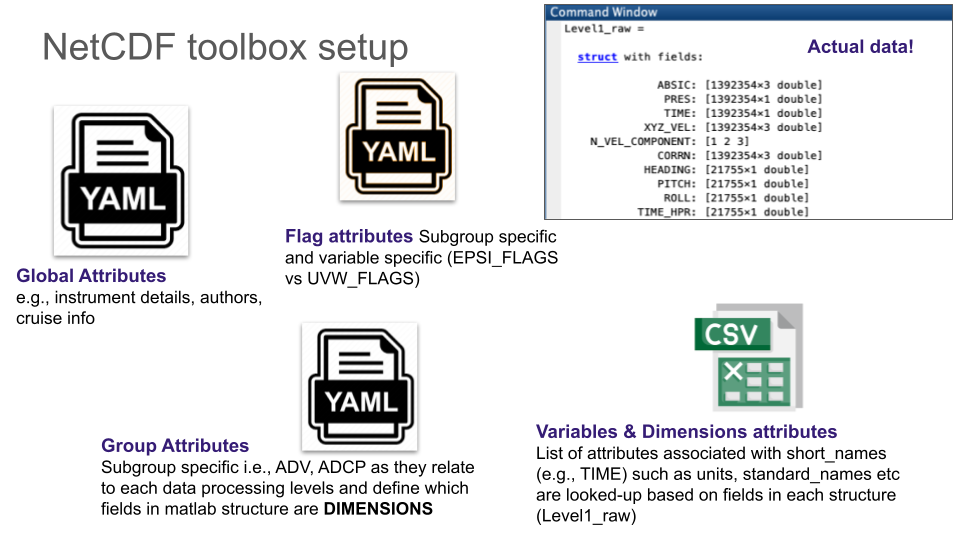 NetCDF toolbox setup
Command Window
Level1_raw =
Actual data!
struct with fields:
ABSIC: [1392354×3 double]
PRES: [1392354×1 double]
TIME: [1392354×1 double]
XYZ_VEL: [1392354×3 double]
N_VEL_COMPONENT: [1 2 3]
CORRN: [1392354×3 double]
HEADING: [21755×1 double]
PITCH: [21755×1 double]
ROLL: [21755×1 double]
TIME_HPR: [21755×1 double]
YAML
YAML
Global Attributes
e.g., instrument details, authors,
cruise info
Flag attributes Subgroup specific
and variable specific (EPSI_FLAGS
vs UVW_FLAGS)
YAML
Group Attributes
Subgroup specific i.e., ADV, ADCP as they relate
to each data processing levels and define which
fields in matlab structure are DIMENSIONS
CSV
Variables & Dimensions attributes
List of attributes associated with short_names
(e.g., TIME) such as units, standard_names etc
are looked-up based on fields in each structure
(Level1_raw)